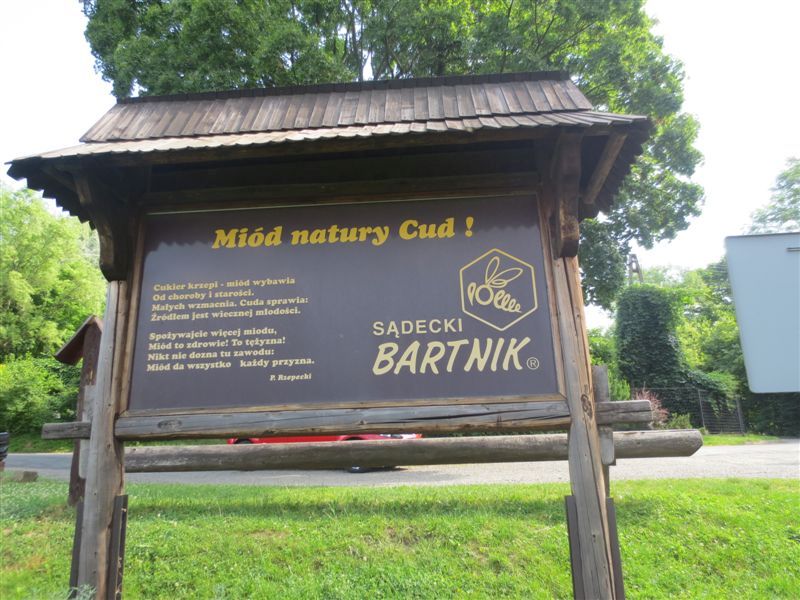 Miód natury Cud !
Cukier krzepi - miód wybawia
Od choroby i starości.
Małych wzmacnia. Cuda sprawia:
Źródłem jest wiecznej młodości.
Spożywajcie więcej miodu,
Miód to zdrowie! To tężyzna!
Nikt nie dozna tu zawodu:
Miód da wszystko każdy przyzna.
P. Rzepecki
SĄDECKI
BARTNIK ®